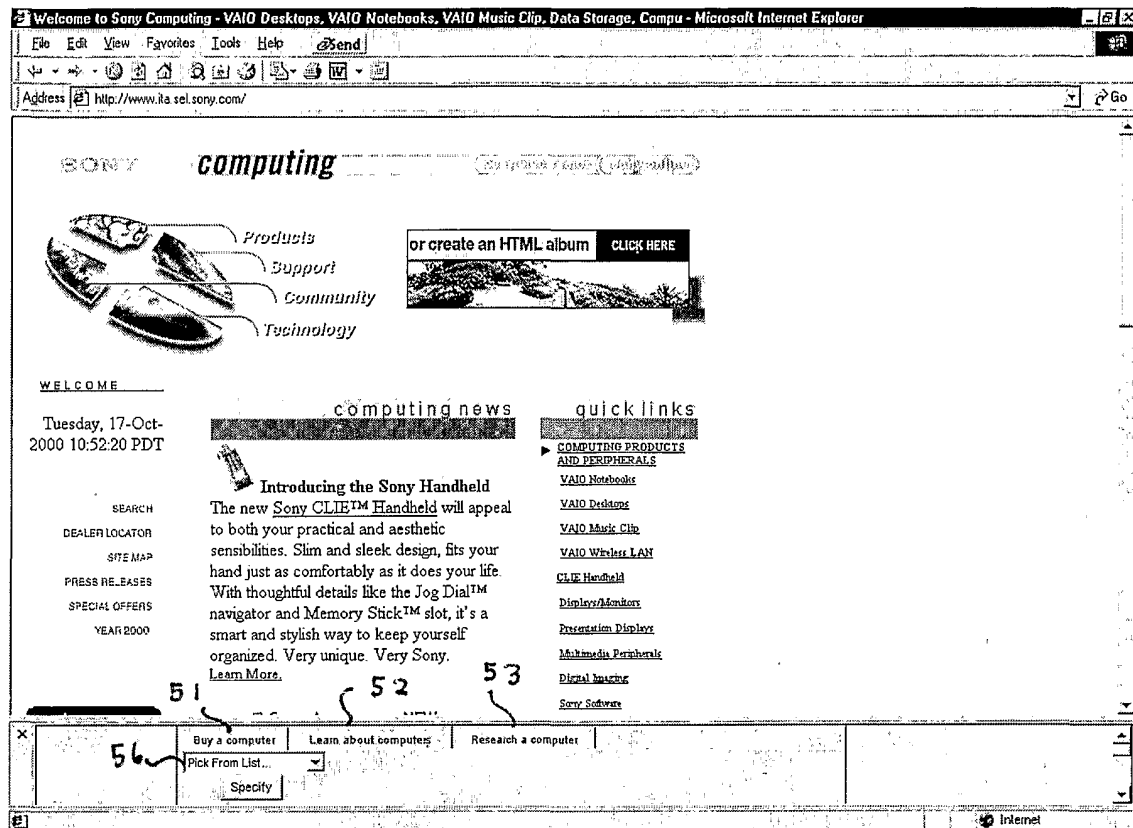 Welcome to Sony Computing - VAIO Desktops, VAIO Notebooks, VAIO Music Clip, Data Storage, Compu - Microsoft Internet Explorer
File Edit View Favorites Tools Help Send
Address http://www.ita.sel.sony.com/ Go
SONY computing
Products
Support
Community
Technology
or create an HTML album CLICK HERE
WELCOME
Tuesday, 17-Oct-
2000 10:52:20 PDT
SEARCH
DEALER LOCATOR
SITE MAP
PRESS RELEASES
SPECIAL OFFERS
YEAR 2000
computing news
Introducing the Sony Handheld
The new Sony CLIE™ Handheld will appeal
to both your practical and aesthetic
sensibilities. Slim and sleek design, fits your
hand just as comfortably as it does your life.
With thoughtful details like the Jog Dial™
navigator and Memory Stick™ slot, it's a
smart and stylish way to keep yourself
organized. Very unique. Very Sony.
Learn More.
quick links
COMPUTING PRODUCTS
AND PERIPHERALS
VAIO Notebooks
VAIO Desktops
VAIO Music Clip
VAIO Wireless LAN
CLIE Handheld
Displays/Monitors
Presentation Displays
Multimedia Peripherals
Digital Imaging
Sony Software
51 52 53
Buy a computer Learn about computers Research a computer
56 Pick From List...
Specify
Internet